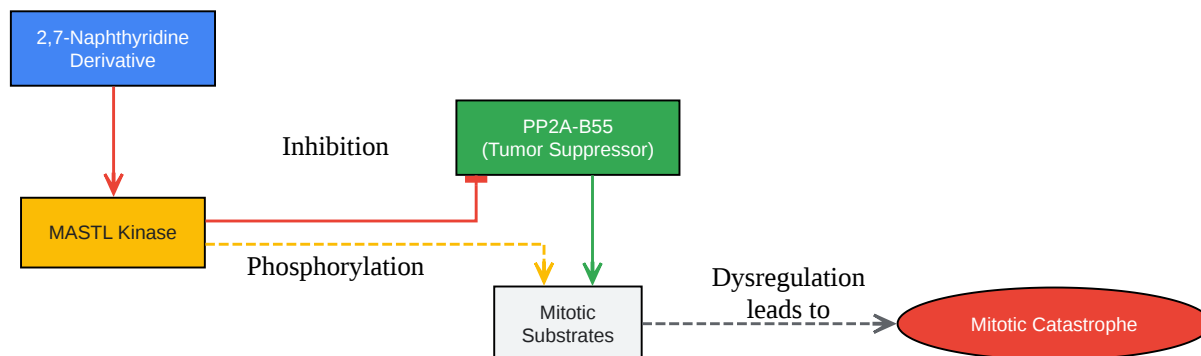 2,7-Naphthyridine
Derivative
Inhibition
PP2A-B55
(Tumor Suppressor)
MASTL Kinase
Phosphorylation
Mitotic
Substrates
Dysregulation
leads to
Mitotic Catastrophe